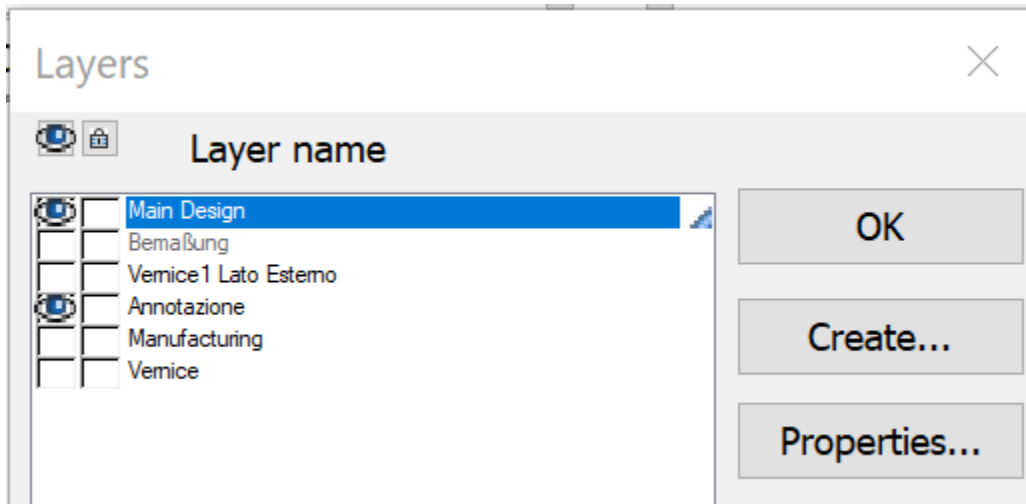 Layers
Layer name
Main Design
OK
Bemaßung
Vernice1 Lato Esterno
Annotazione
Create...
Manufacturing
Vernice
Properties...